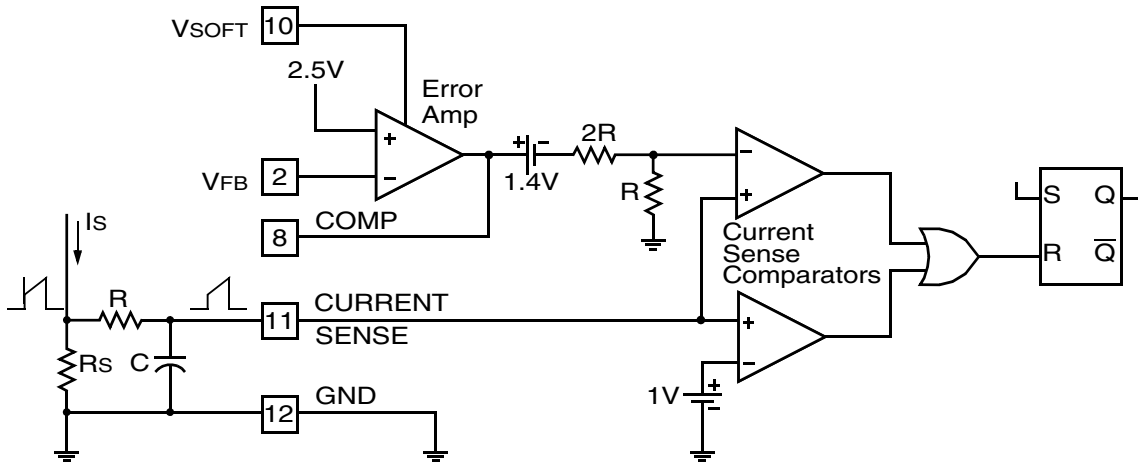 VSOFT 10
2.5V
Error
Amp
+
−
VFB 2
+ −
1.4V
2R
R
−
+
8 COMP
Current
Sense
Comparators
S Q
R Q̅
IS
R
11 CURRENT
SENSE
RS
C
+
−
1V
+
−
12 GND